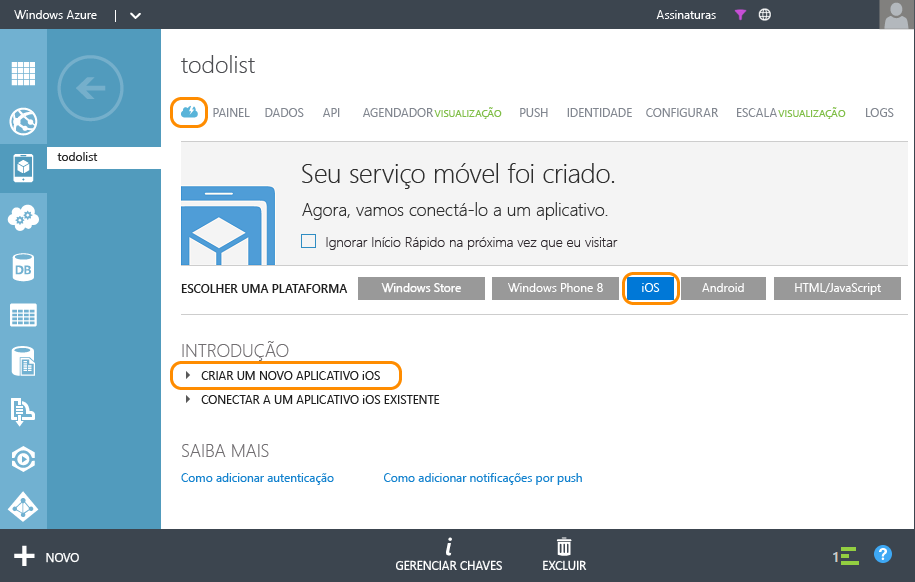 Windows Azure | Assinaturas
todolist
todolist
PAINEL DADOS API AGENDADOR VISUALIZAÇÃO PUSH IDENTIDADE CONFIGURAR ESCALA VISUALIZAÇÃO LOGS
Seu serviço móvel foi criado.
Agora, vamos conectá-lo a um aplicativo.
Ignorar Início Rápido na próxima vez que eu visitar
ESCOLHER UMA PLATAFORMA Windows Store Windows Phone 8 iOS Android HTML/JavaScript
INTRODUÇÃO
CRIAR UM NOVO APLICATIVO iOS
CONECTAR A UM APLICATIVO iOS EXISTENTE
SAIBA MAIS
Como adicionar autenticação Como adicionar notificações por push
DB
NOVO
GERENCIAR CHAVES
EXCLUIR
1
?